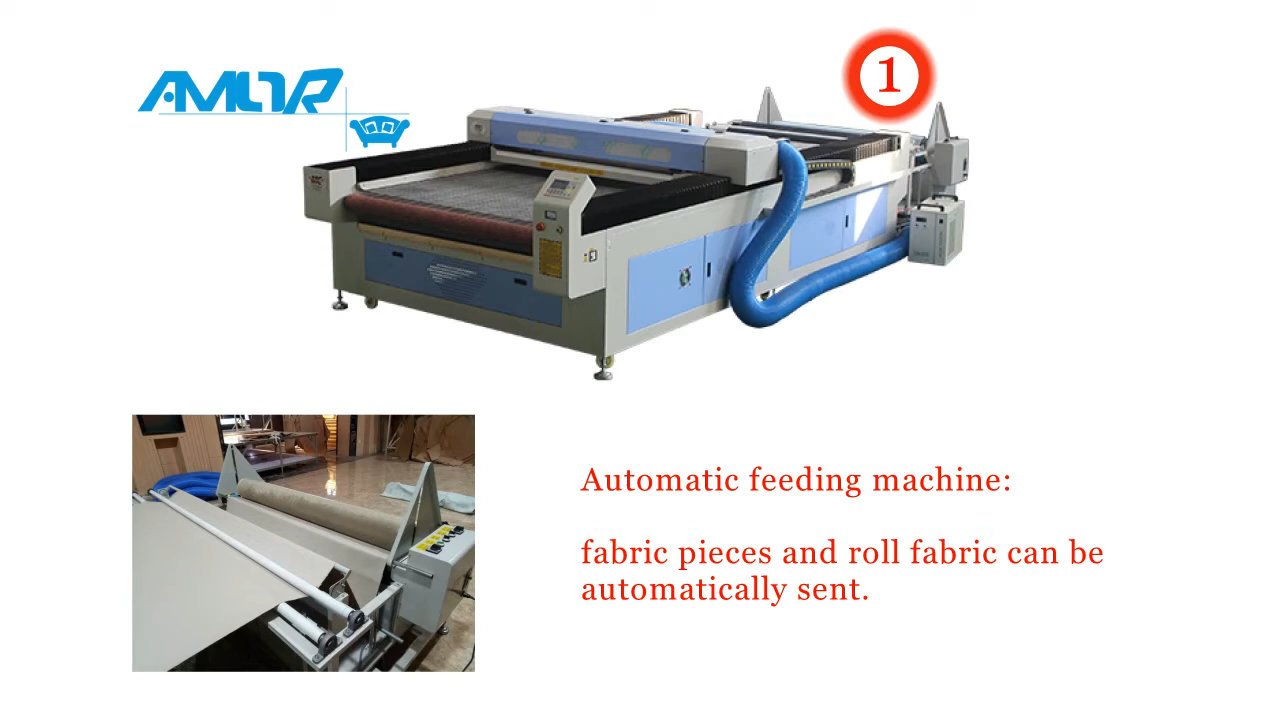 AMOR
1
Automatic feeding machine:
fabric pieces and roll fabric can be
automatically sent.